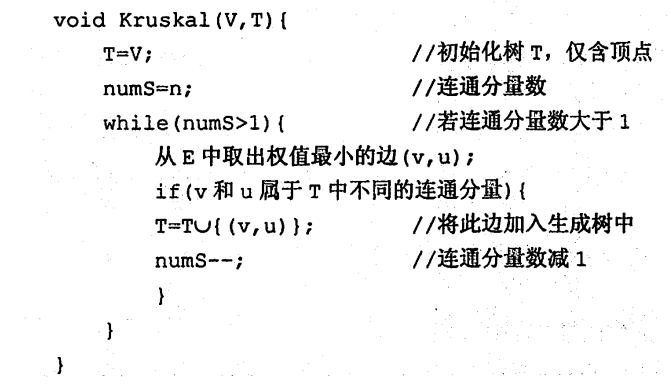 void Kruskal(V,T){
T=V; //初始化树 T，仅含顶点
numS=n; //连通分量数
while(numS>1){ //若连通分量数大于 1
从 E 中取出权值最小的边(v,u);
if(v 和 u 属于 T 中不同的连通分量){
T=T∪{(v,u)}; //将此边加入生成树中
numS--; //连通分量数减 1
}
}
}